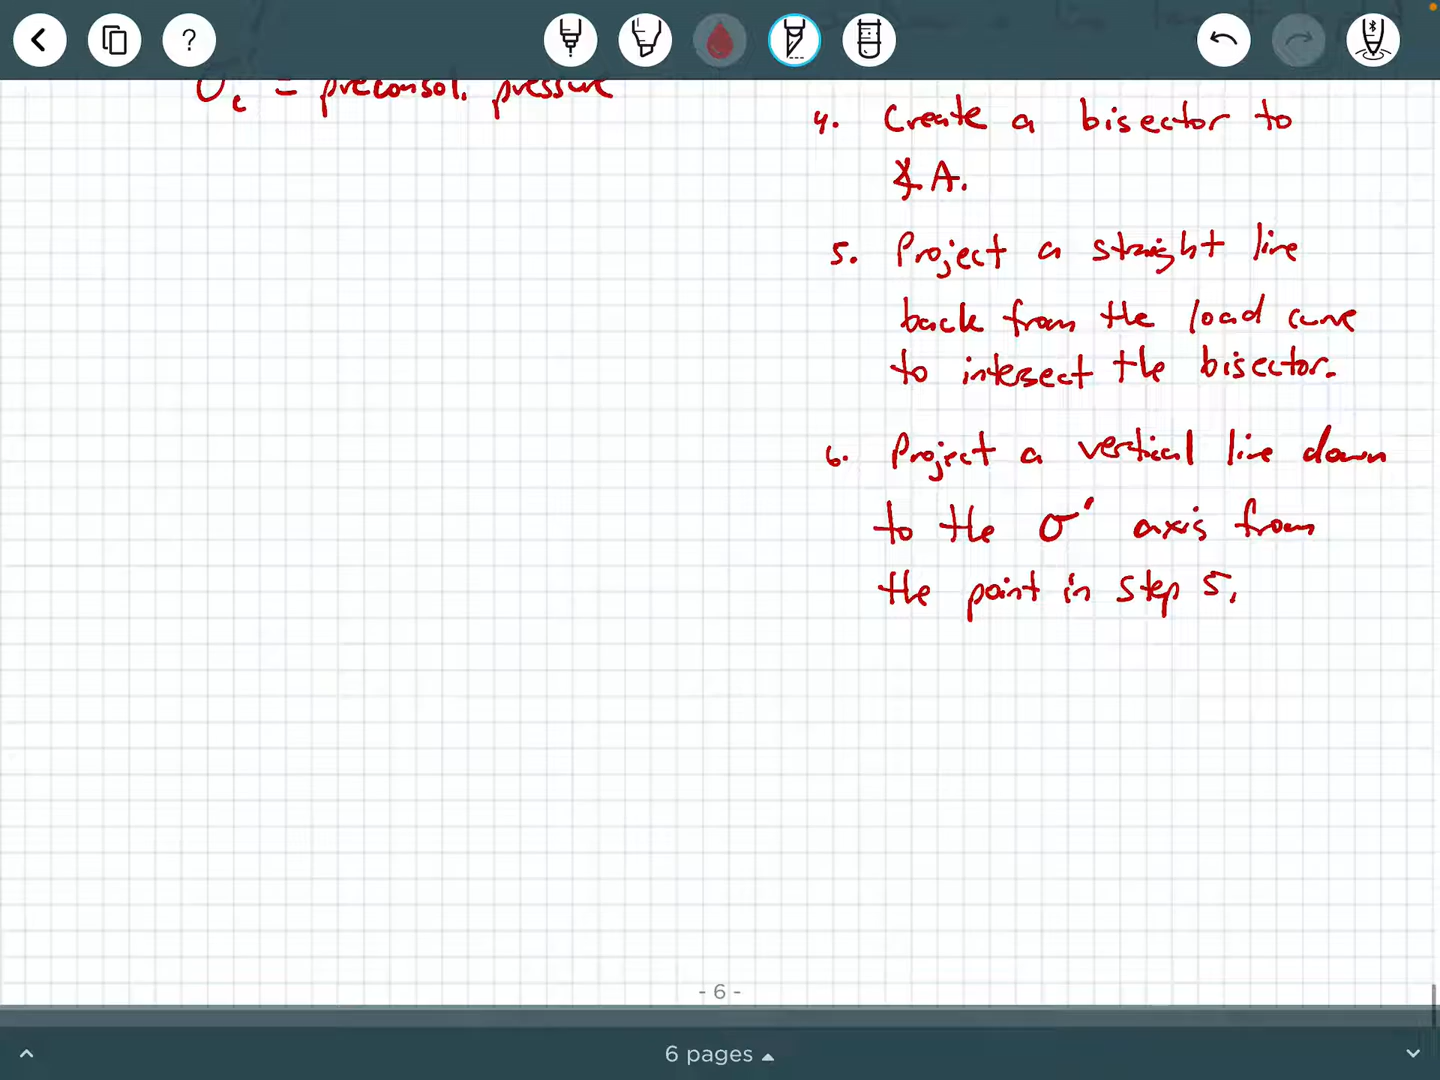 σc = preconsol. pressure
4. Create a bisector to
∡A.
5. Project a straight line
back from the load curve
to intersect the bisector.
6. Project a vertical line down
to the σ' axis from
the point in step 5.
- 6 -
6 pages